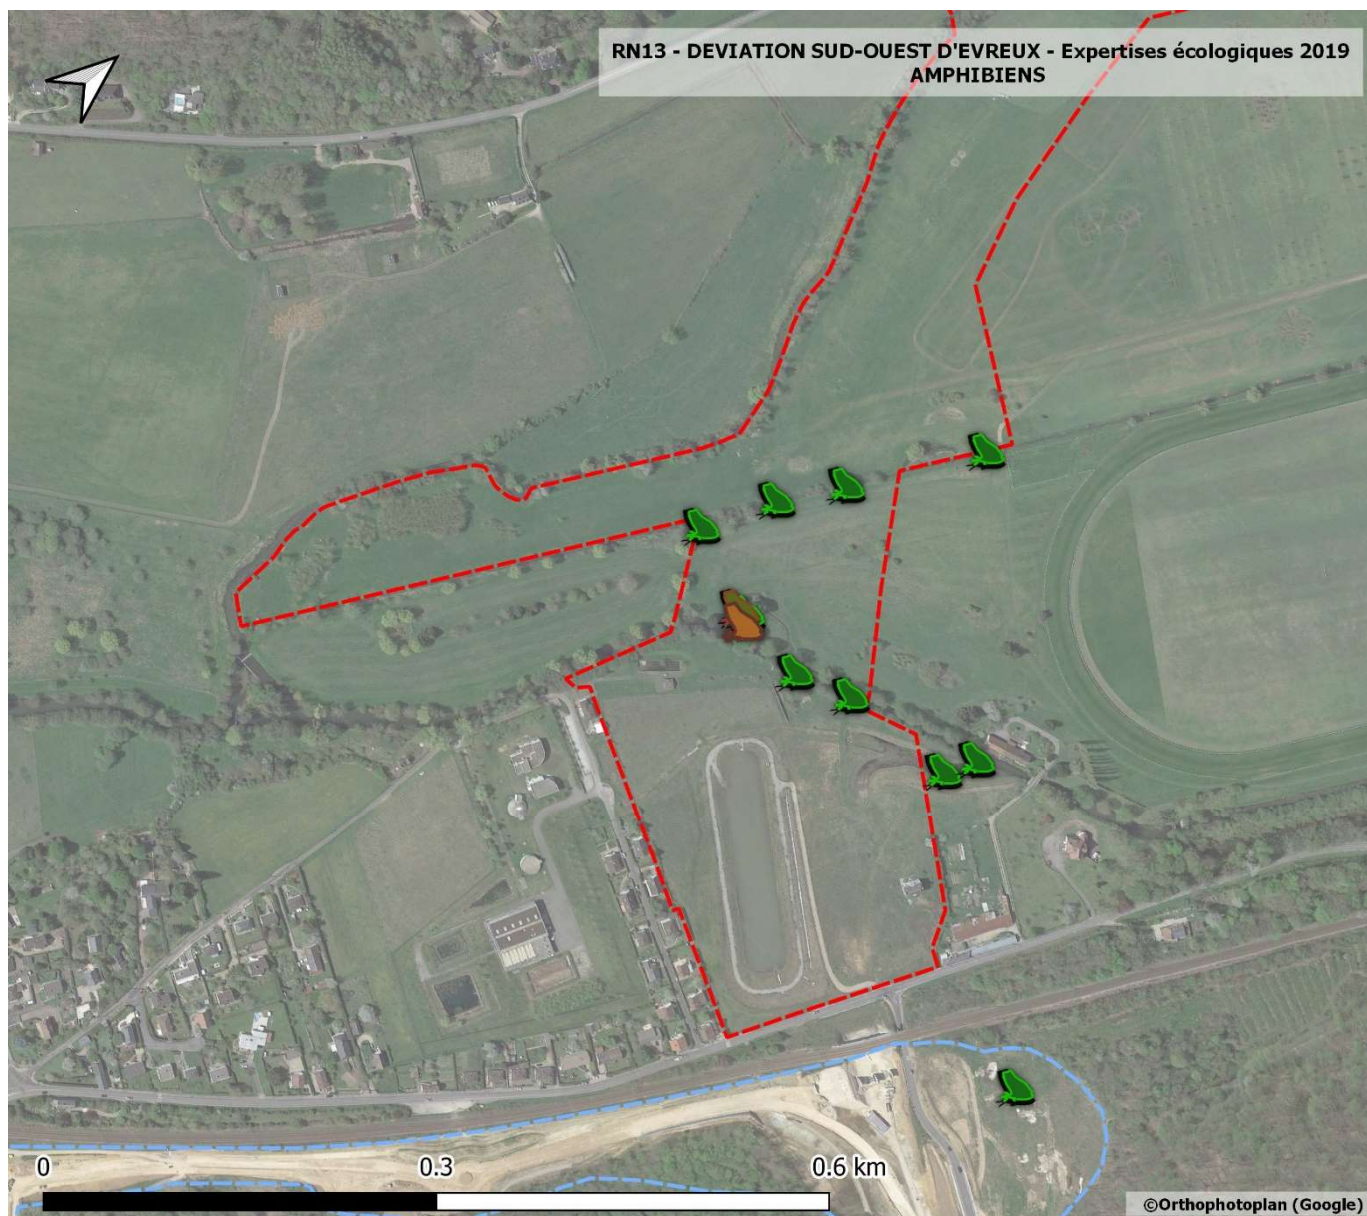 RN13 - DEVIATION SUD-OUEST D'EVREUX - Expertises écologiques 2019
AMPHIBIENS
0 0.3 0.6 km
©Orthophotoplan (Google)